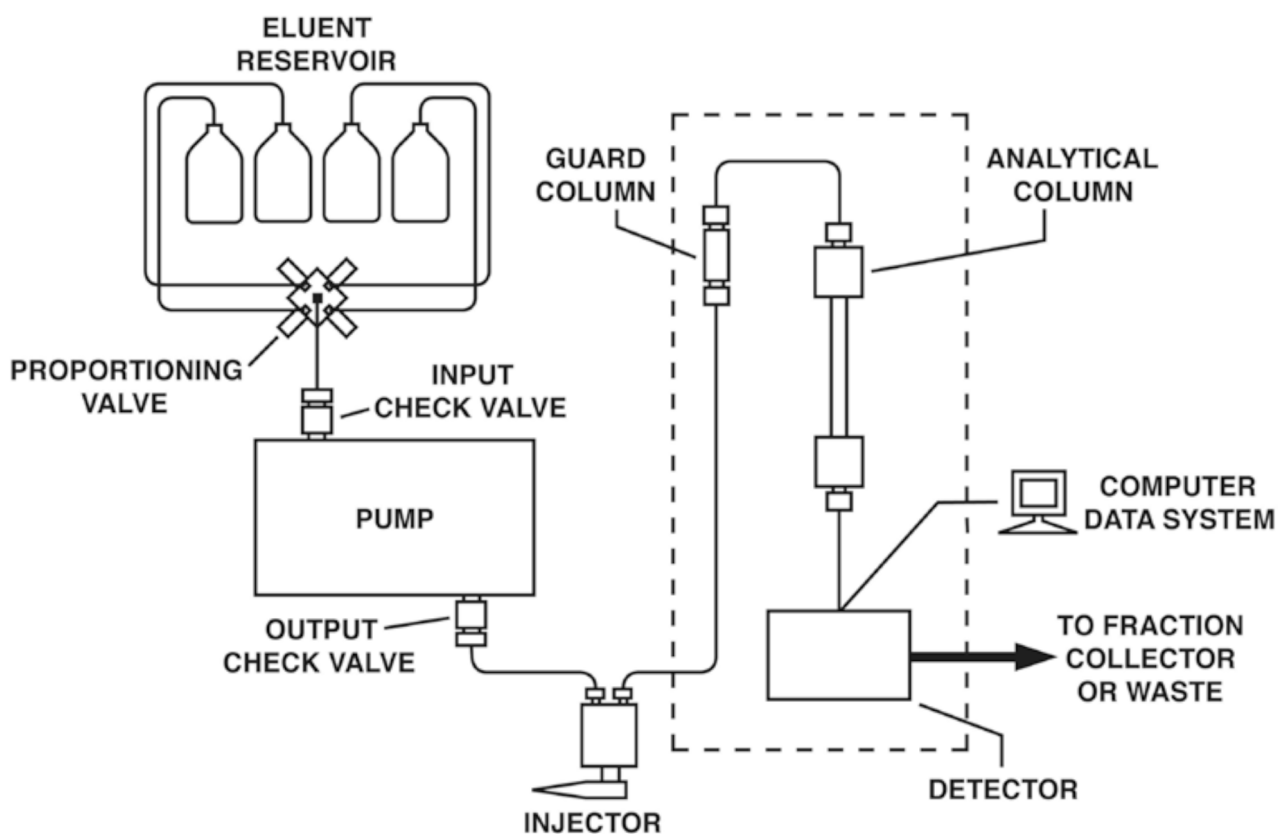 ELUENT
RESERVOIR
GUARD
COLUMN
ANALYTICAL
COLUMN
PROPORTIONING
VALVE
INPUT
CHECK VALVE
PUMP
COMPUTER
DATA SYSTEM
OUTPUT
CHECK VALVE
TO FRACTION
COLLECTOR
OR WASTE
DETECTOR
INJECTOR